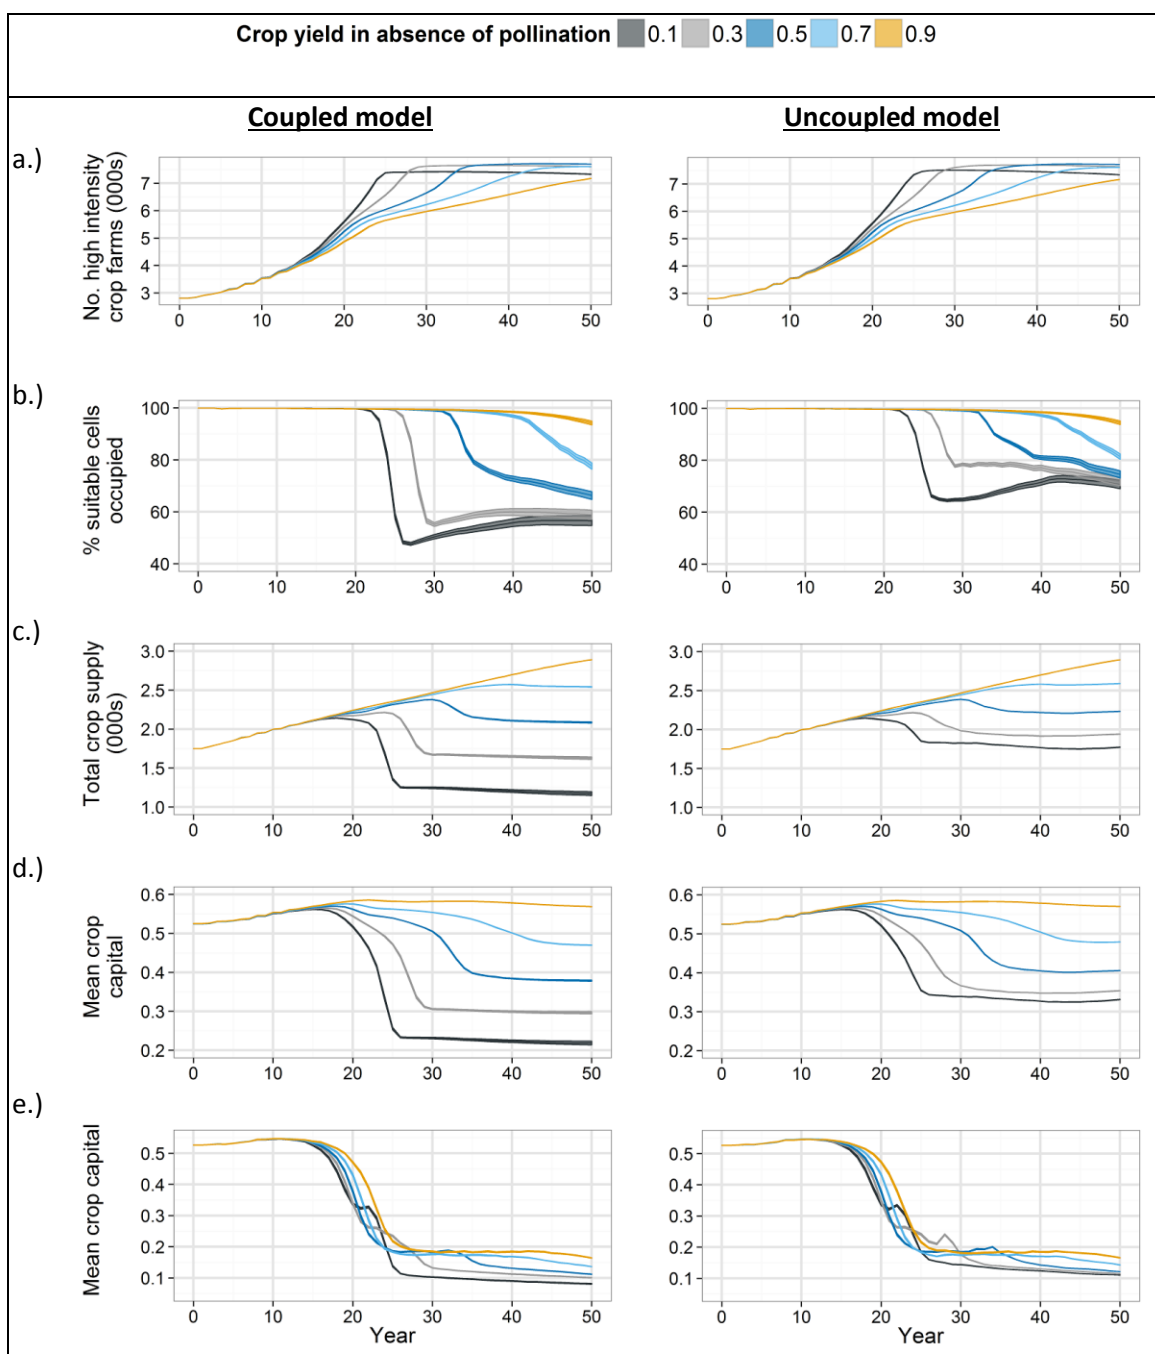 Crop yield in absence of pollination 0.1 0.3 0.5 0.7 0.9
Coupled model Uncoupled model
a.)
No. high intensity
crop farms (000s)
7
6
5
4
3
0 10 20 30 40 50
7
6
5
4
3
0 10 20 30 40 50
b.)
% suitable cells
occupied
100
80
60
40
0 10 20 30 40 50
100
80
60
40
0 10 20 30 40 50
c.)
Total crop supply
(000s)
3.0
2.5
2.0
1.5
1.0
0 10 20 30 40 50
3.0
2.5
2.0
1.5
1.0
0 10 20 30 40 50
d.)
Mean crop
capital
0.6
0.5
0.4
0.3
0.2
0 10 20 30 40 50
0.6
0.5
0.4
0.3
0.2
0 10 20 30 40 50
e.)
Mean crop capital
0.5
0.4
0.3
0.2
0.1
0 10 20 30 40 50
Year
0.5
0.4
0.3
0.2
0.1
0 10 20 30 40 50
Year